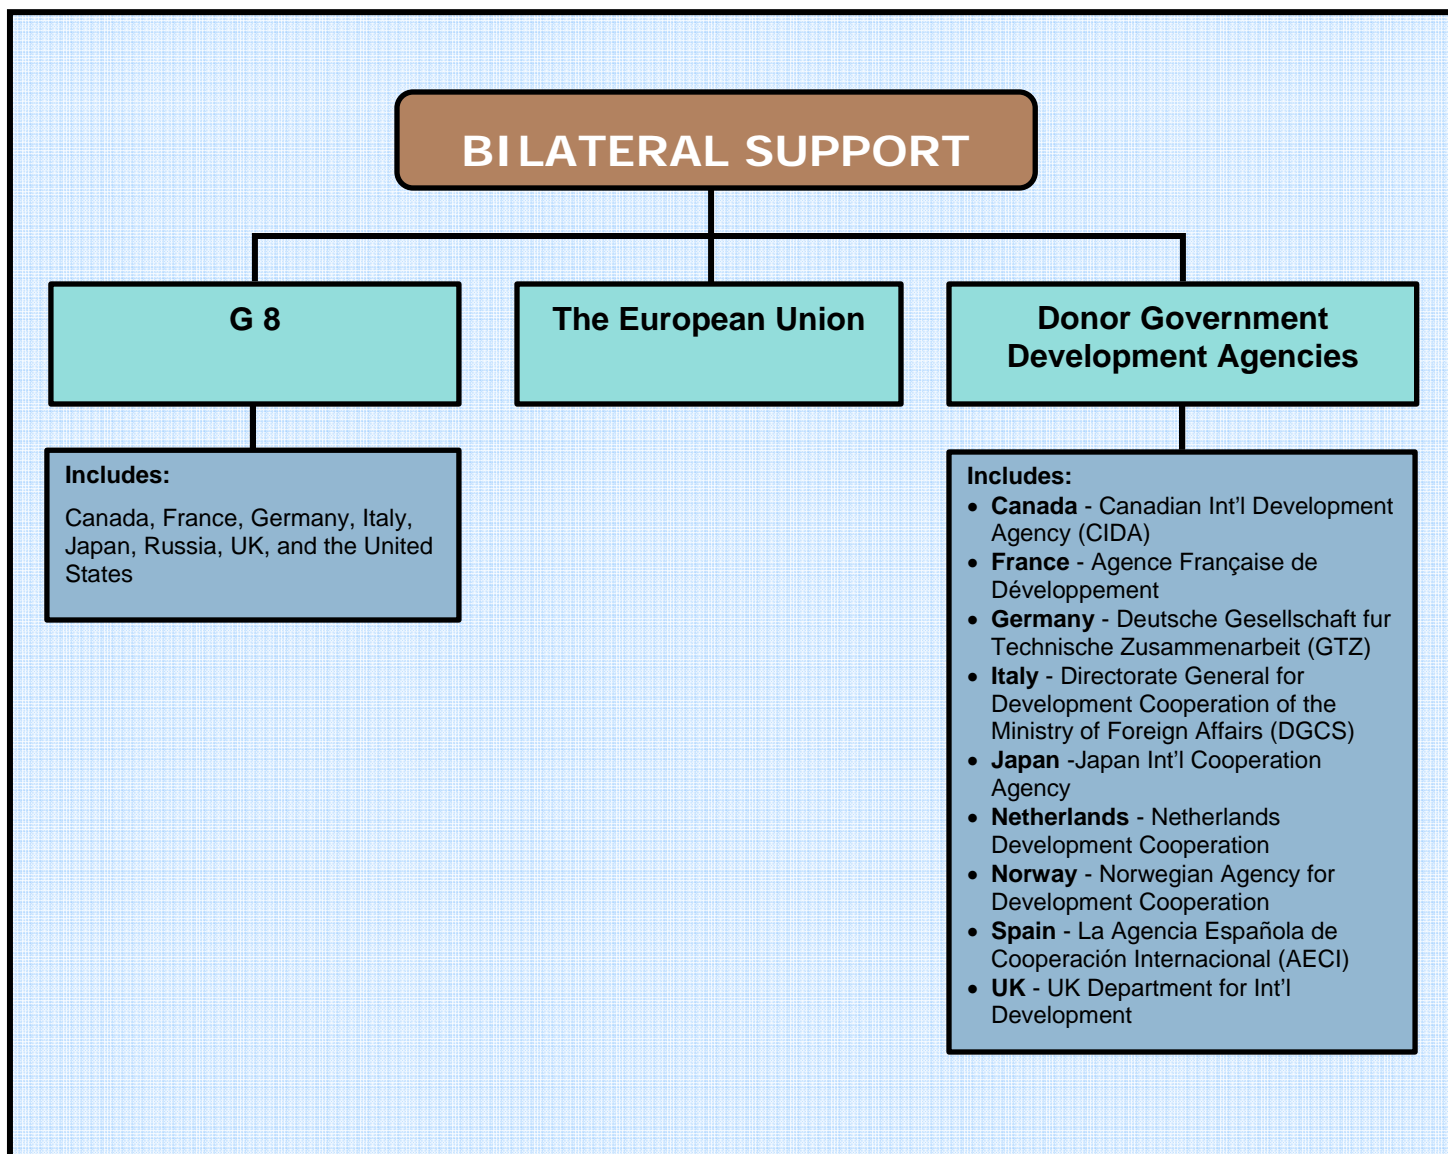 BILATERAL SUPPORT
G 8
The European Union
Donor Government
Development Agencies
Includes:
Canada, France, Germany, Italy,
Japan, Russia, UK, and the United
States
Includes:
• Canada - Canadian Int’l Development
Agency (CIDA)
• France - Agence Française de
Développement
• Germany - Deutsche Gesellschaft fur
Technische Zusammenarbeit (GTZ)
• Italy - Directorate General for
Development Cooperation of the
Ministry of Foreign Affairs (DGCS)
• Japan -Japan Int’l Cooperation
Agency
• Netherlands - Netherlands
Development Cooperation
• Norway - Norwegian Agency for
Development Cooperation
• Spain - La Agencia Española de
Cooperación Internacional (AECI)
• UK - UK Department for Int’l
Development